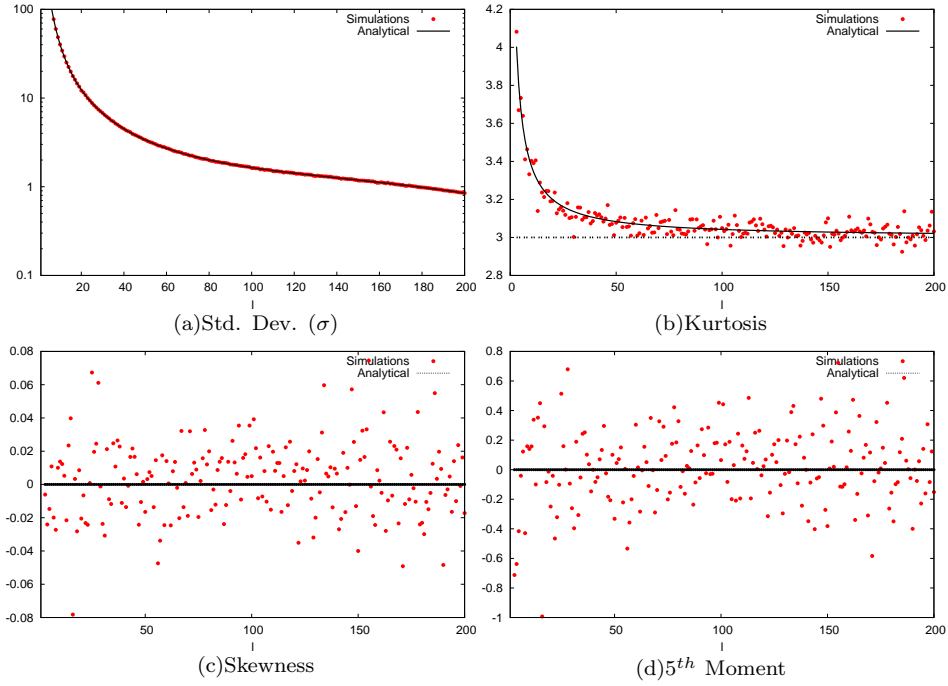 100
10
1
0.1
20 40 60 80 100 120 140 160 180 200
l
Simulations
Analytical
(a)Std. Dev. (σ)
4.2
4
3.8
3.6
3.4
3.2
3
2.8
0 50 100 150 200
l
Simulations
Analytical
(b)Kurtosis
0.08
0.06
0.04
0.02
0
-0.02
-0.04
-0.06
-0.08
50 100 150 200
l
Simulations
Analytical
(c)Skewness
0.8
0.6
0.4
0.2
0
-0.2
-0.4
-0.6
-0.8
-1
50 100 150 200
l
Simulations
Analytical
(d)5th Moment